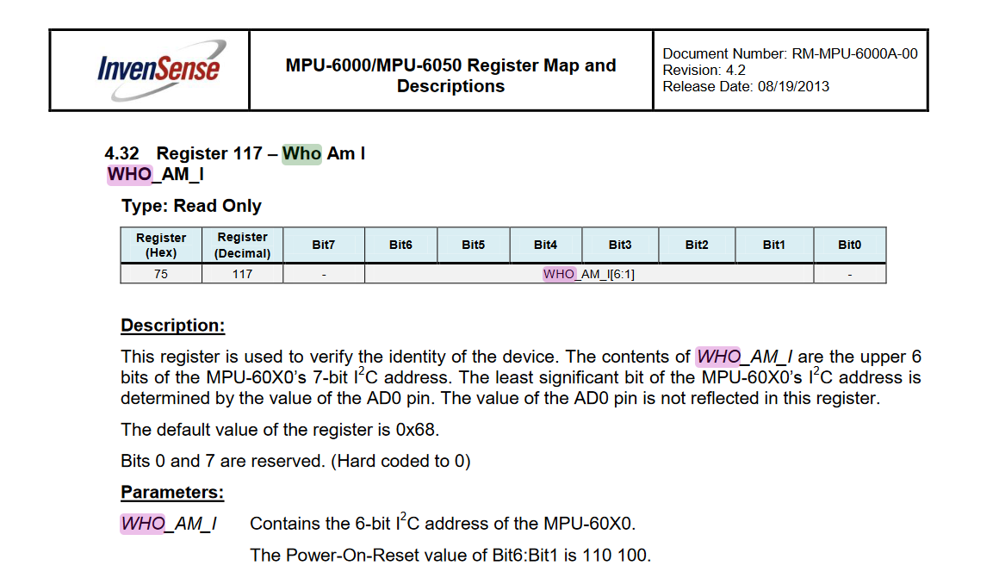 InvenSense
MPU-6000/MPU-6050 Register Map and
Descriptions
Document Number: RM-MPU-6000A-00
Revision: 4.2
Release Date: 08/19/2013
4.32 Register 117 – Who Am I
WHO_AM_I
Type: Read Only
Register (Hex) Register (Decimal) Bit7 Bit6 Bit5 Bit4 Bit3 Bit2 Bit1 Bit0
75 117 - WHO_AM_I[6:1] -
Description:
This register is used to verify the identity of the device. The contents of WHO_AM_I are the upper 6
bits of the MPU-60X0's 7-bit I²C address. The least significant bit of the MPU-60X0's I²C address is
determined by the value of the AD0 pin. The value of the AD0 pin is not reflected in this register.
The default value of the register is 0x68.
Bits 0 and 7 are reserved. (Hard coded to 0)
Parameters:
WHO_AM_I Contains the 6-bit I²C address of the MPU-60X0.
The Power-On-Reset value of Bit6:Bit1 is 110 100.